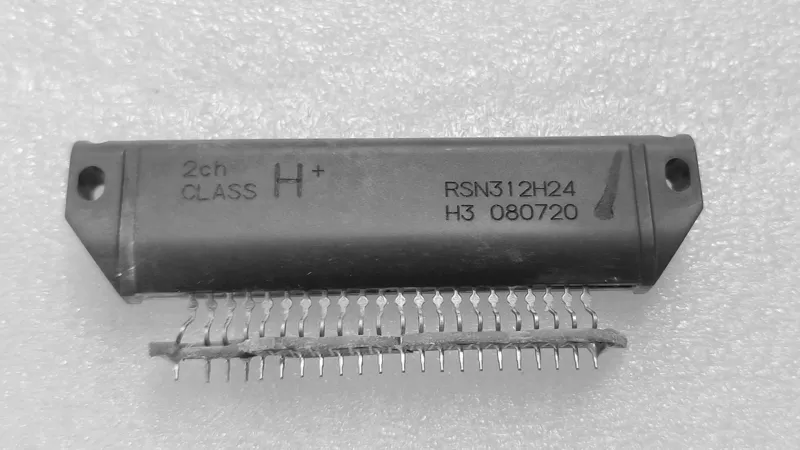 2ch
CLASS H+
RSN312H24
H3 080720